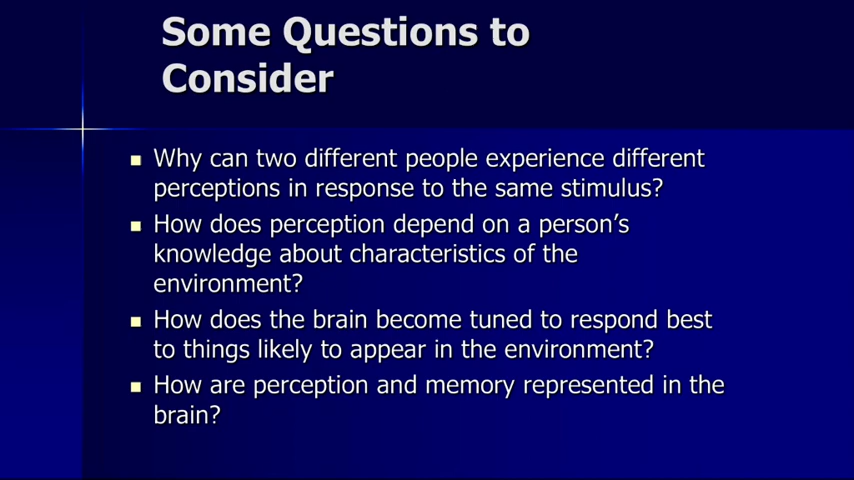 Some Questions to
Consider
Why can two different people experience different
perceptions in response to the same stimulus?
How does perception depend on a person’s
knowledge about characteristics of the
environment?
How does the brain become tuned to respond best
to things likely to appear in the environment?
How are perception and memory represented in the
brain?